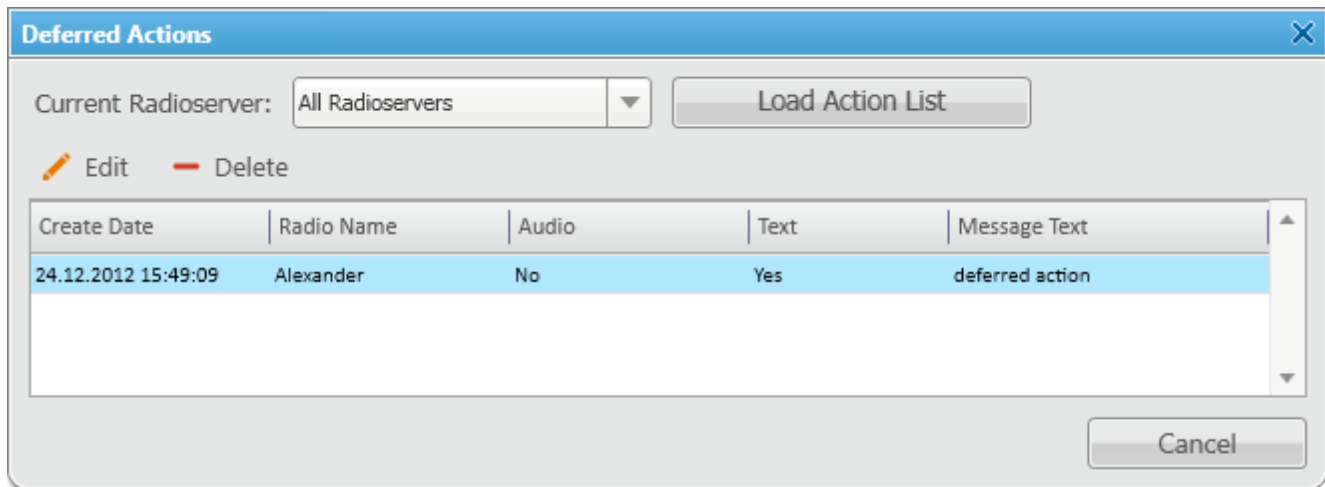 Deferred Actions
Current Radioserver: All Radioservers Load Action List
Edit Delete
Create Date Radio Name Audio Text Message Text
24.12.2012 15:49:09 Alexander No Yes deferred action
Cancel